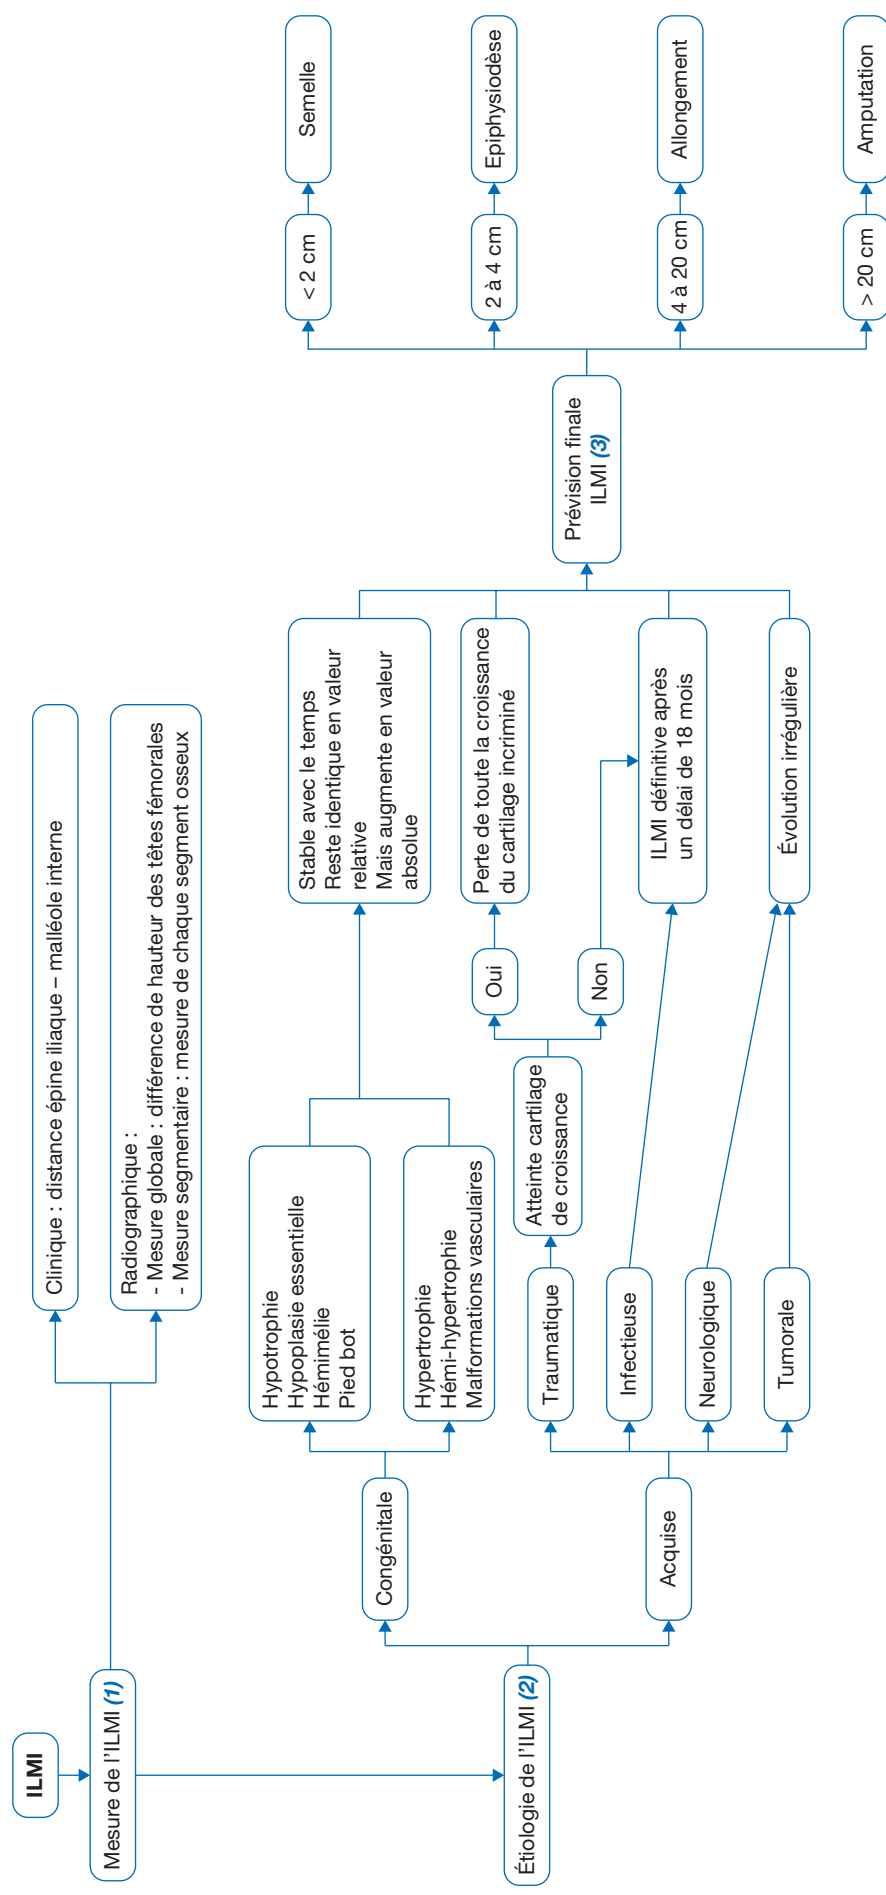 ILMI
Mesure de l'ILMI (1)
Clinique : distance épine iliaque – malléole interne
Radiographique :
- Mesure globale : différence de hauteur des têtes fémorales
- Mesure segmentaire : mesure de chaque segment osseux
Étiologie de l'ILMI (2)
Congénitale
Hypotrophie
Hypoplasie essentielle
Hémimélie
Pied bot
Hypertrophie
Hémi-hypertrophie
Malformations vasculaires
Stable avec le temps
Reste identique en valeur
relative
Mais augmente en valeur
absolue
Acquise
Traumatique
Atteinte cartilage
de croissance
Oui
Perte de toute la croissance
du cartilage incriminé
Non
Infectieuse
ILMI définitive après
un délai de 18 mois
Neurologique
Tumorale
Évolution irrégulière
Prévision finale
ILMI (3)
< 2 cm
Semelle
2 à 4 cm
Epiphysiodèse
4 à 20 cm
Allongement
> 20 cm
Amputation